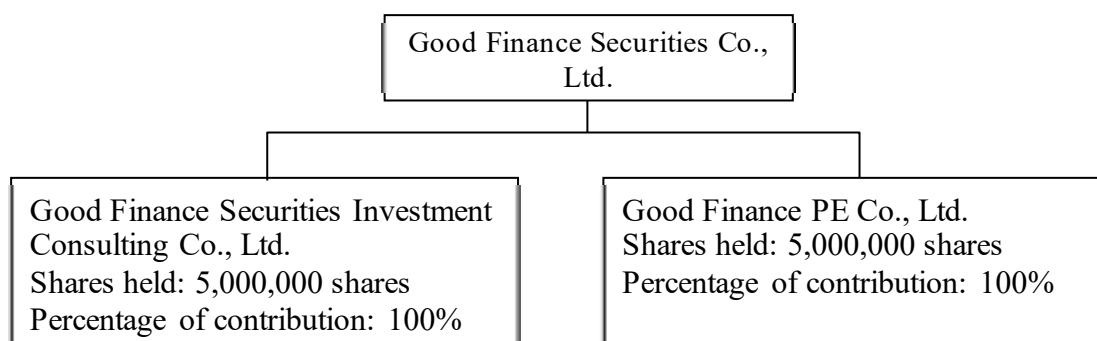 Good Finance Securities Co.,
Ltd.
Good Finance Securities Investment
Consulting Co., Ltd.
Shares held: 5,000,000 shares
Percentage of contribution: 100%
Good Finance PE Co., Ltd.
Shares held: 5,000,000 shares
Percentage of contribution: 100%